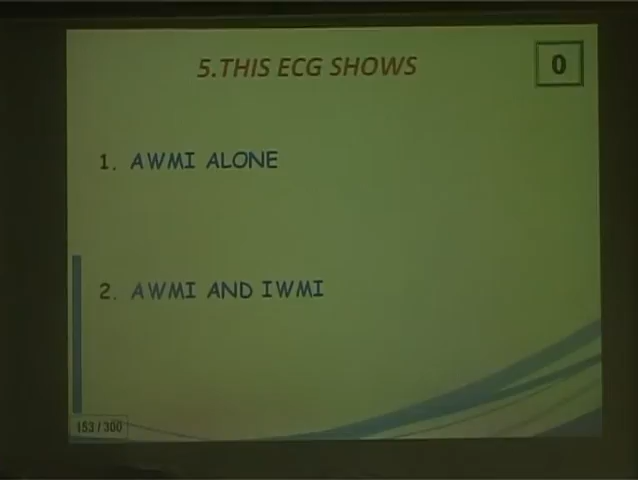 5.THIS ECG SHOWS
0
1. AWMI ALONE
2. AWMI AND IWMI
153 / 300